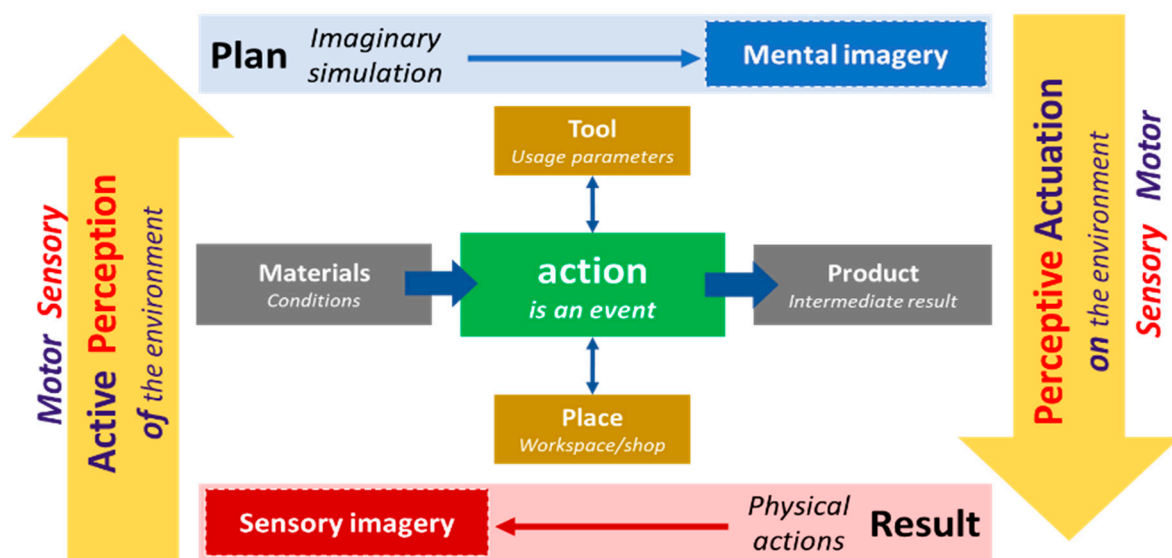 Plan
Imaginary
simulation
Mental imagery
Tool
Usage parameters
Materials
Conditions
action
is an event
Product
Intermediate result
Place
Workspace/shop
Sensory imagery
Physical
actions
Result
Motor Sensory
Active Perception
of the environment
Perceptive Actuation
on the environment
Sensory Motor